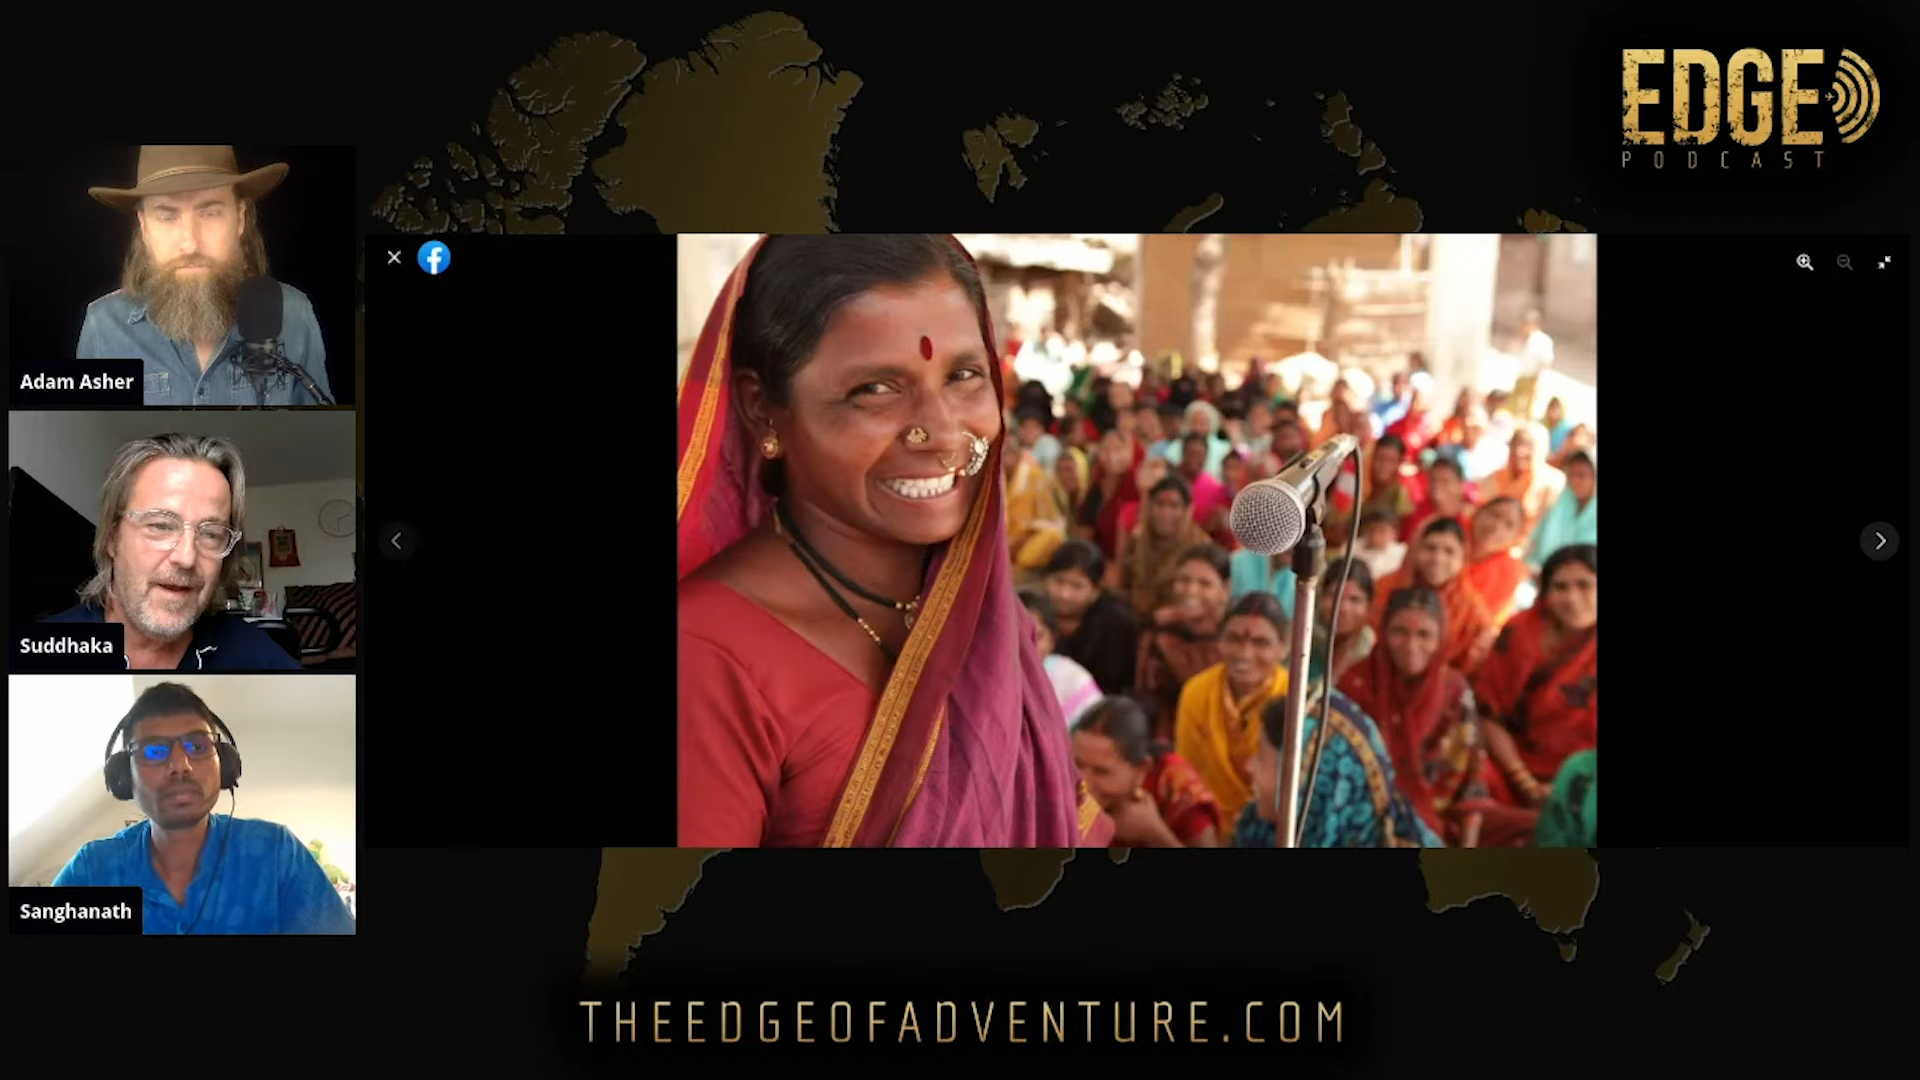 EDGE
PODCAST
Adam Asher
Suddhaka
Sanghanath
THEEDGEOFADVENTURE.COM